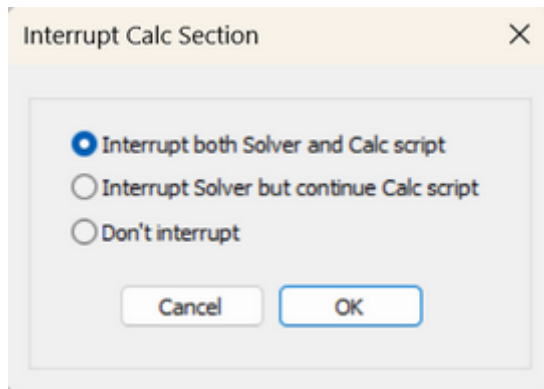 Interrupt Calc Section
Interrupt both Solver and Calc script
Interrupt Solver but continue Calc script
Don't interrupt
Cancel OK